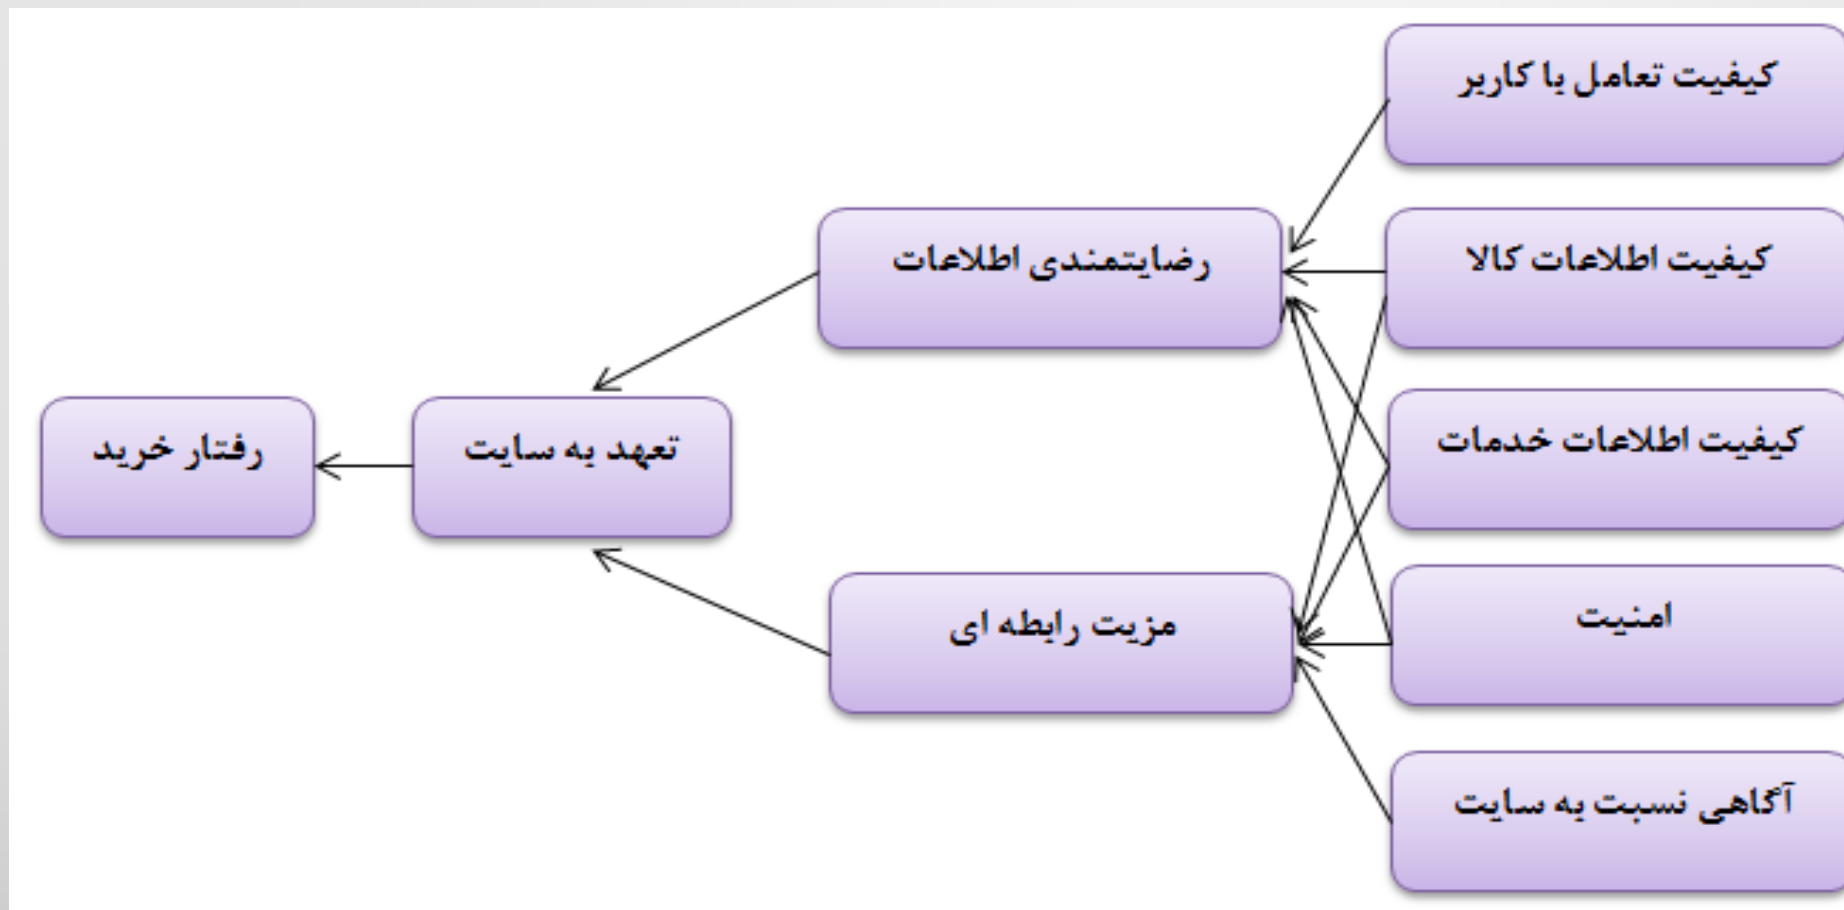 کیفیت تعامل با کاربر
کیفیت اطلاعات کالا
رضایتمندی اطلاعات
کیفیت اطلاعات خدمات
تعهد به سایت
رفتار خرید
امنیت
مزیت رابطه ای
آگاهی نسبت به سایت